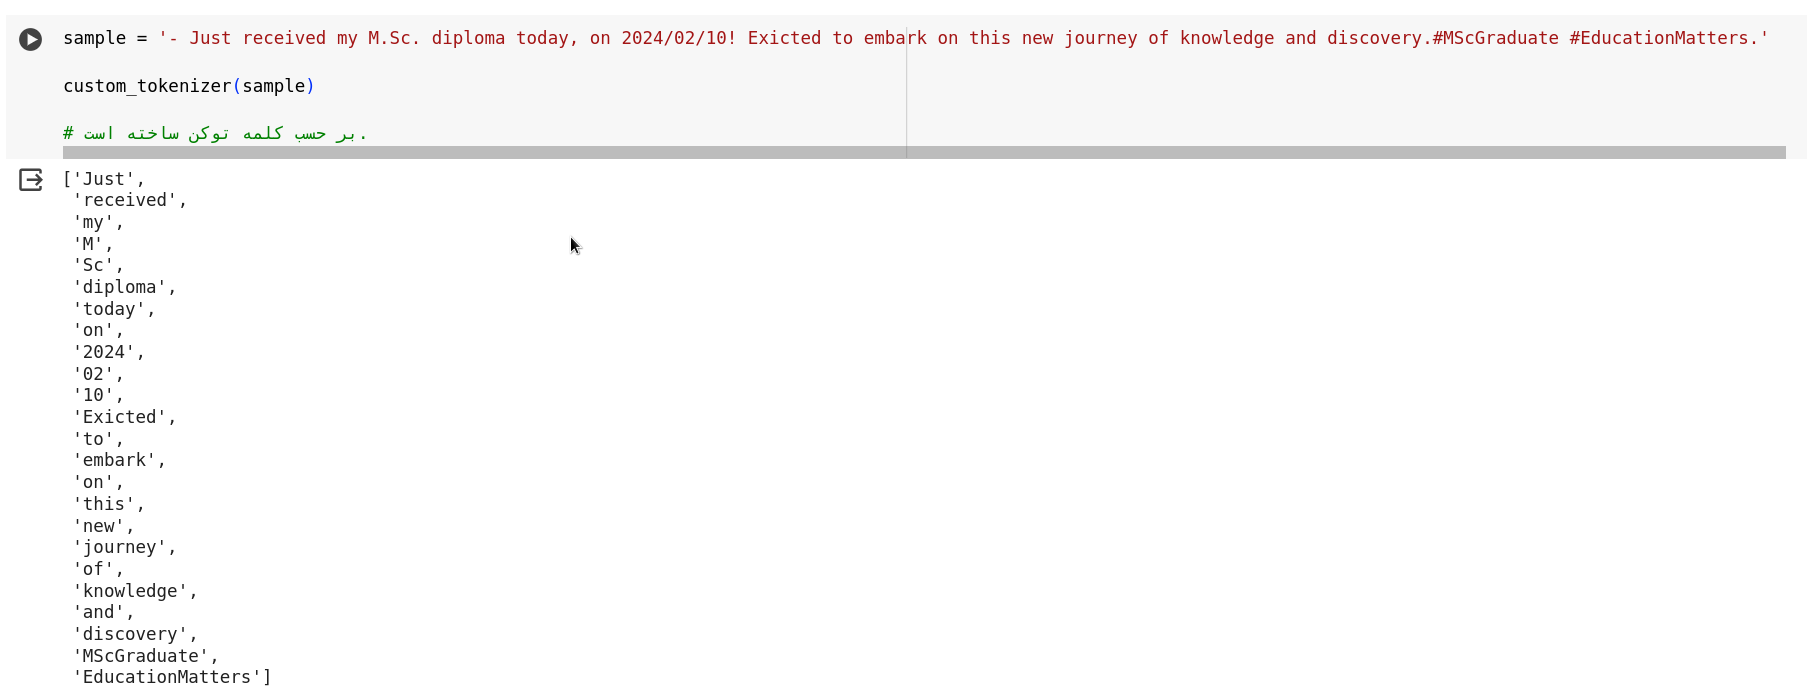 sample = '- Just received my M.Sc. diploma today, on 2024/02/10! Exicted to embark on this new journey of knowledge and discovery.#MScGraduate #EducationMatters.'
custom_tokenizer(sample)
# بر حسب کلمه توکن ساخته است.
['Just',
'received',
'my',
'M',
'Sc',
'diploma',
'today',
'on',
'2024',
'02',
'10',
'Exicted',
'to',
'embark',
'on',
'this',
'new',
'journey',
'of',
'knowledge',
'and',
'discovery',
'MScGraduate',
'EducationMatters']